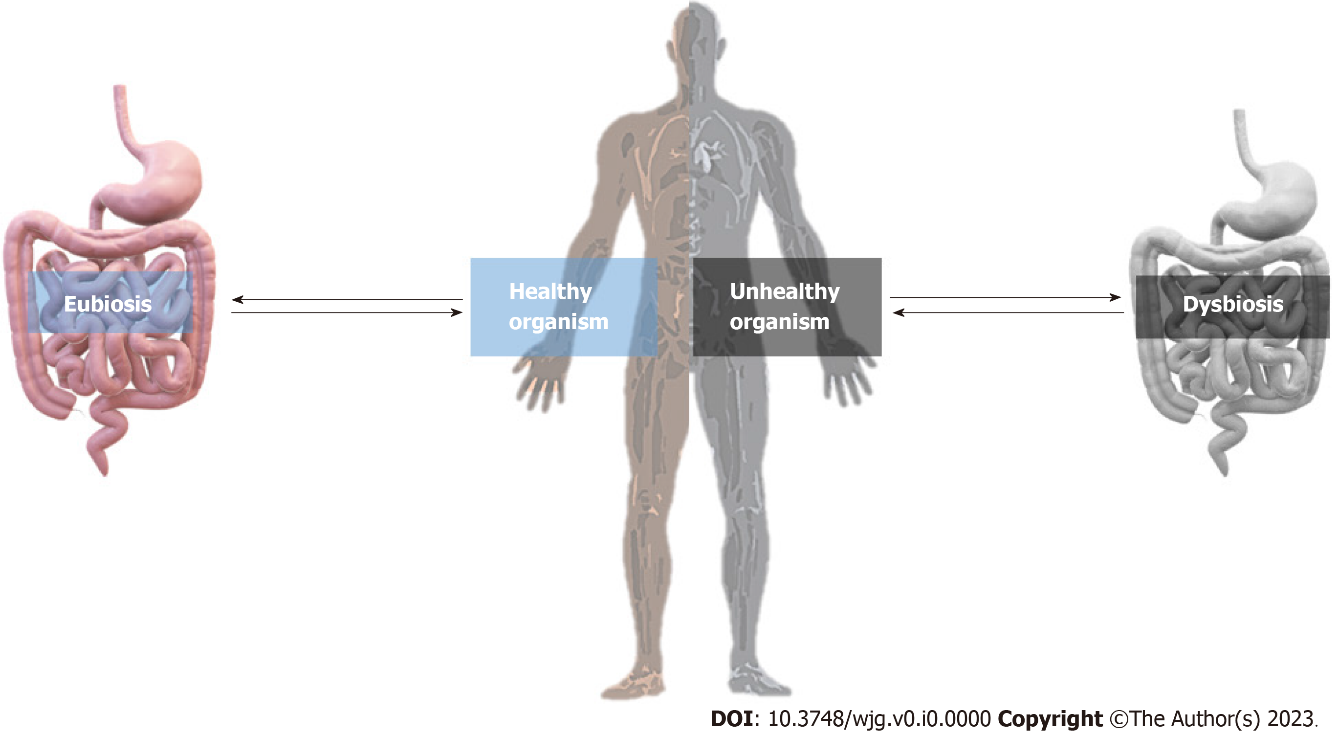 Eubiosis
Healthy
organism
Unhealthy
organism
Dysbiosis
DOI: 10.3748/wjg.v0.i0.0000 Copyright ©The Author(s) 2023.